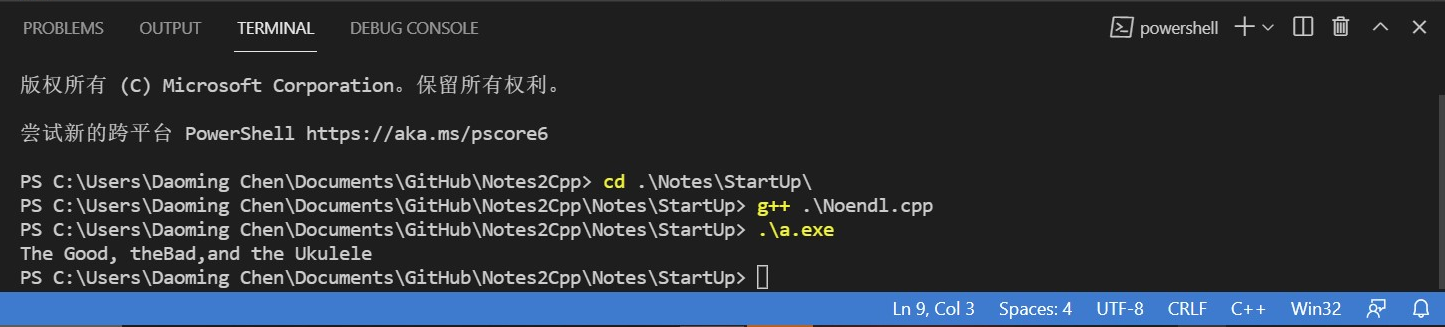 PROBLEMS OUTPUT TERMINAL DEBUG CONSOLE powershell
版权所有 (C) Microsoft Corporation。保留所有权利。
尝试新的跨平台 PowerShell https://aka.ms/pscore6
PS C:\Users\Daoming Chen\Documents\GitHub\Notes2Cpp> cd .\Notes\StartUp\
PS C:\Users\Daoming Chen\Documents\GitHub\Notes2Cpp\Notes\StartUp> g++ .\Noendl.cpp
PS C:\Users\Daoming Chen\Documents\GitHub\Notes2Cpp\Notes\StartUp> .\a.exe
The Good, theBad,and the Ukulele
PS C:\Users\Daoming Chen\Documents\GitHub\Notes2Cpp\Notes\StartUp>
Ln 9, Col 3 Spaces: 4 UTF-8 CRLF C++ Win32